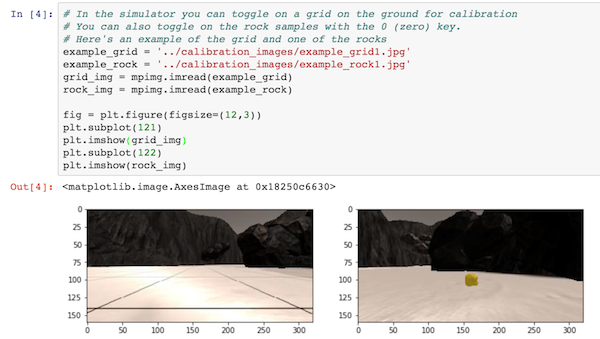 In [4]: # In the simulator you can toggle on a grid on the ground for calibration
# You can also toggle on the rock samples with the 0 (zero) key.
# Here's an example of the grid and one of the rocks
example_grid = '../calibration_images/example_grid1.jpg'
example_rock = '../calibration_images/example_rock1.jpg'
grid_img = mpimg.imread(example_grid)
rock_img = mpimg.imread(example_rock)
fig = plt.figure(figsize=(12,3))
plt.subplot(121)
plt.imshow(grid_img)
plt.subplot(122)
plt.imshow(rock_img)
Out[4]: <matplotlib.image.AxesImage at 0x18250c6630>
0
25
50
75
100
125
150
0 50 100 150 200 250 300
0
25
50
75
100
125
150
0 50 100 150 200 250 300